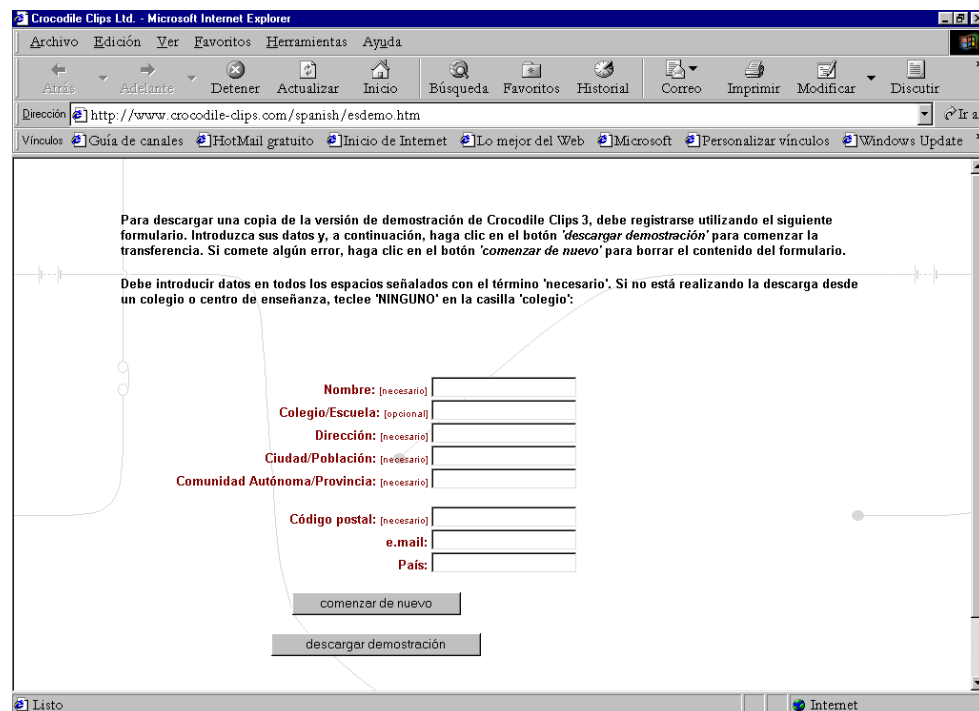 Crocodile Clips Ltd. - Microsoft Internet Explorer
Archivo Edición Ver Favoritos Herramientas Ayuda
Atrás Adelante Detener Actualizar Inicio Búsqueda Favoritos Historial Correo Imprimir Modificar Discutir
Dirección http://www.crocodile-clips.com/spanish/esdemo.htm Ir a
Vínculos Guía de canales HotMail gratuito Inicio de Internet Lo mejor del Web Microsoft Personalizar vínculos Windows Update
Para descargar una copia de la versión de demostración de Crocodile Clips 3, debe registrarse utilizando el siguiente
formulario. Introduzca sus datos y, a continuación, haga clic en el botón 'descargar demostración' para comenzar la
transferencia. Si comete algún error, haga clic en el botón 'comenzar de nuevo' para borrar el contenido del formulario.
Debe introducir datos en todos los espacios señalados con el término 'necesario'. Si no está realizando la descarga desde
un colegio o centro de enseñanza, teclee 'NINGUNO' en la casilla 'colegio':
Nombre: [necesario]
Colegio/Escuela: [opcional]
Dirección: [necesario]
Ciudad/Población: [necesario]
Comunidad Autónoma/Provincia: [necesario]
Código postal: [necesario]
e.mail:
País:
comenzar de nuevo
descargar demostración
Listo Internet